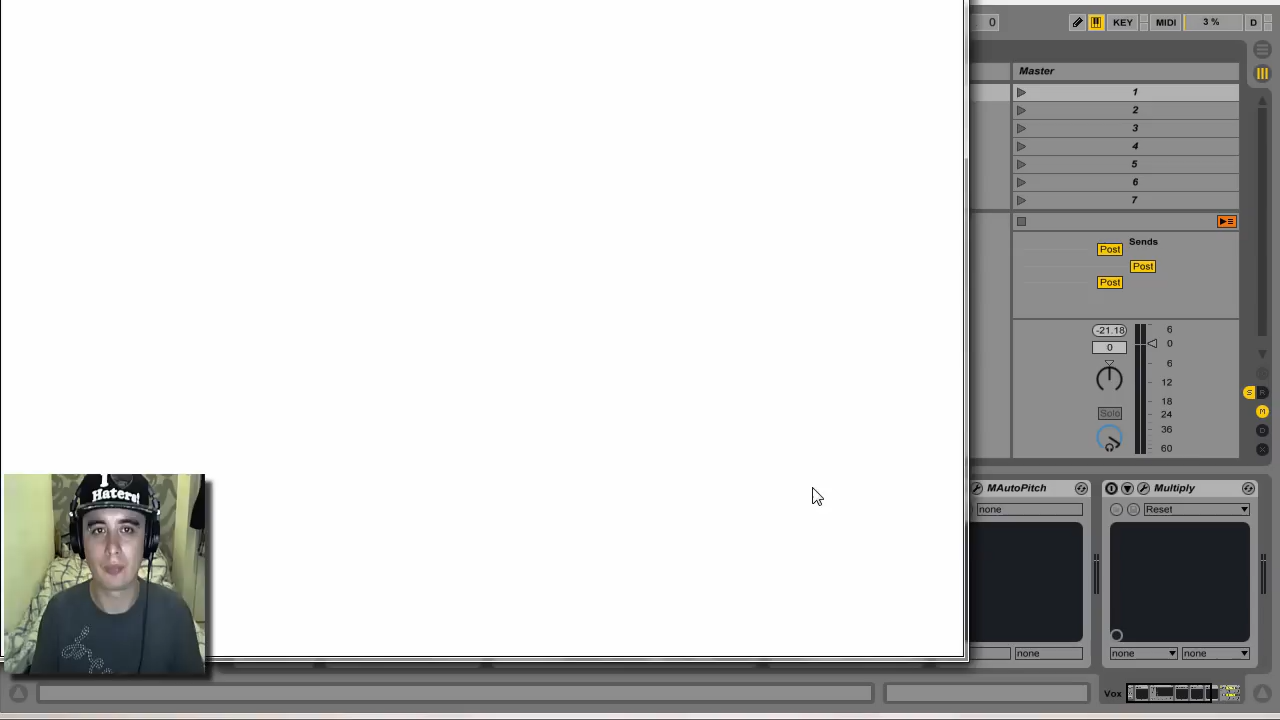 0 KEY MIDI 3 % D
Master
1
2
3
4
5
6
7
Sends
Post
Post
Post
-21.18 6
0 0
6
12
18
Solo 24
36
60
S R
M
D
X
I
Haters!
MAutoPitch Multiply
none Reset
none none none
Vox